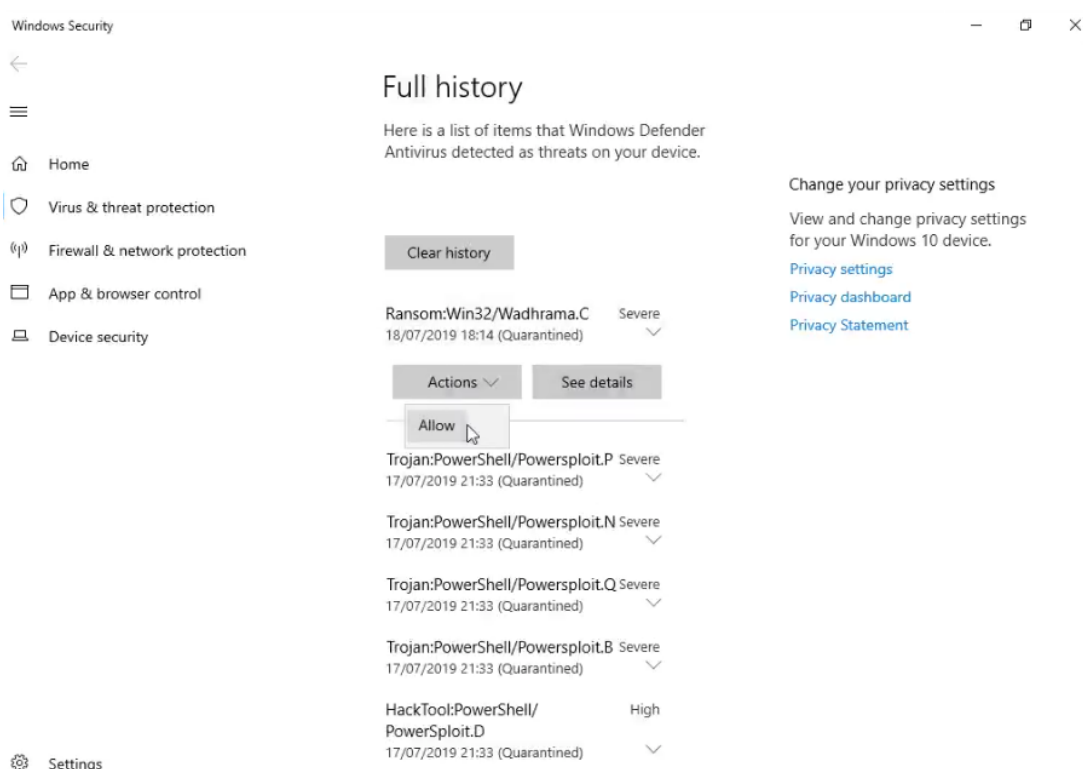 Windows Security
Home
Virus & threat protection
Firewall & network protection
App & browser control
Device security
Settings
Full history
Here is a list of items that Windows Defender
Antivirus detected as threats on your device.
Clear history
Ransom:Win32/Wadhrama.C Severe
18/07/2019 18:14 (Quarantined)
Actions
See details
Allow
Trojan:PowerShell/Powersploit.P Severe
17/07/2019 21:33 (Quarantined)
Trojan:PowerShell/Powersploit.N Severe
17/07/2019 21:33 (Quarantined)
Trojan:PowerShell/Powersploit.Q Severe
17/07/2019 21:33 (Quarantined)
Trojan:PowerShell/Powersploit.B Severe
17/07/2019 21:33 (Quarantined)
HackTool:PowerShell/ High
PowerSploit.D
17/07/2019 21:33 (Quarantined)
Change your privacy settings
View and change privacy settings
for your Windows 10 device.
Privacy settings
Privacy dashboard
Privacy Statement